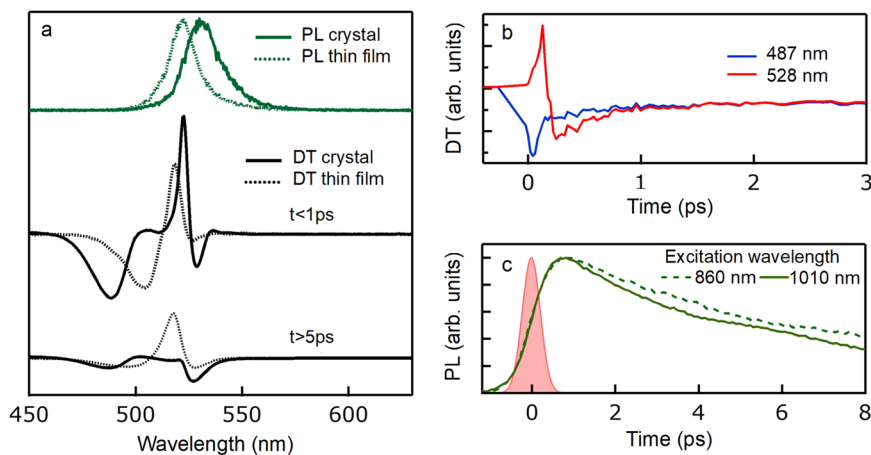 a
PL crystal
PL thin film
DT crystal
DT thin film
t<1ps
t>5ps
450 500 550 600
Wavelength (nm)
b
487 nm
528 nm
DT (arb. units)
0 1 2 3
Time (ps)
c
Excitation wavelength
860 nm 1010 nm
PL (arb. units)
0 2 4 6 8
Time (ps)